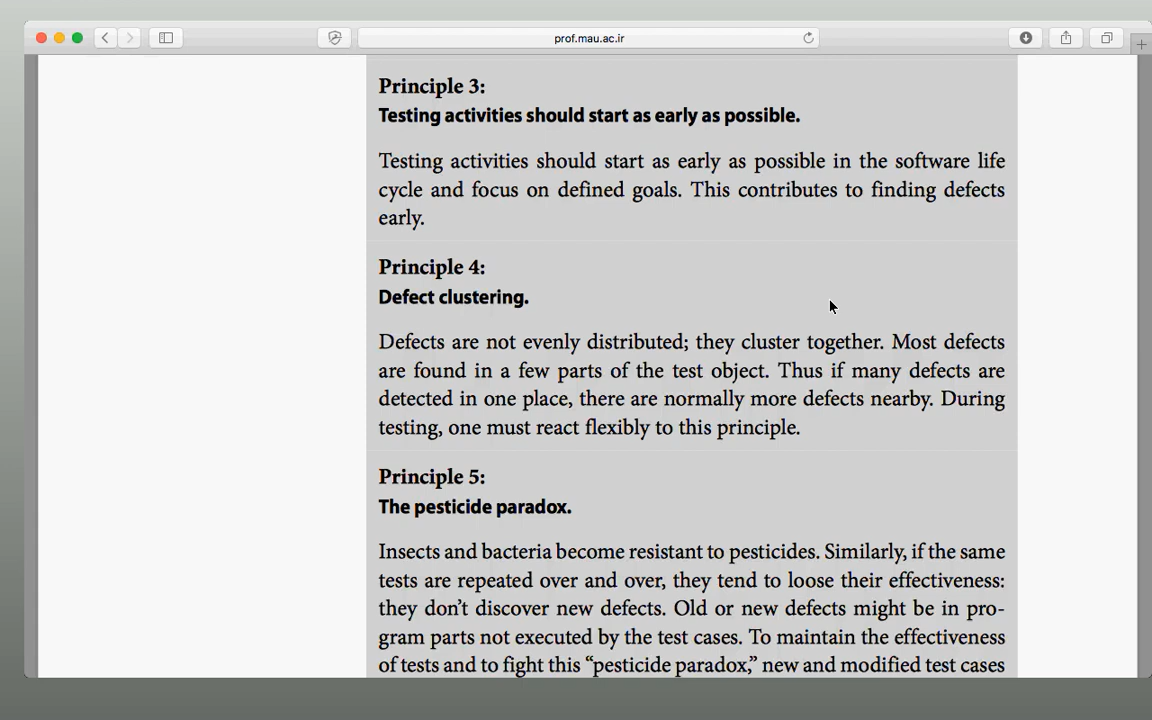 prof.mau.ac.ir
Principle 3:
Testing activities should start as early as possible.
Testing activities should start as early as possible in the software life
cycle and focus on defined goals. This contributes to finding defects
early.
Principle 4:
Defect clustering.
Defects are not evenly distributed; they cluster together. Most defects
are found in a few parts of the test object. Thus if many defects are
detected in one place, there are normally more defects nearby. During
testing, one must react flexibly to this principle.
Principle 5:
The pesticide paradox.
Insects and bacteria become resistant to pesticides. Similarly, if the same
tests are repeated over and over, they tend to loose their effectiveness:
they don’t discover new defects. Old or new defects might be in pro-
gram parts not executed by the test cases. To maintain the effectiveness
of tests and to fight this “pesticide paradox,” new and modified test cases